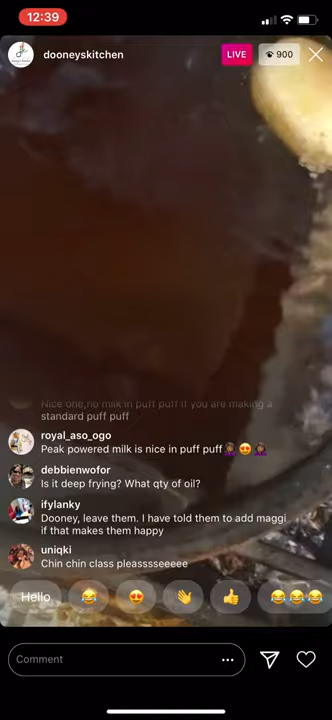 12:39
dooneyskitchen
LIVE
900
Nice one,no milk in puff puff if you are making a
standard puff puff
royal_aso_ogo
Peak powered milk is nice in puff puff🤷🏾‍♀️😍🤷🏾‍♀️
debbienwofor
Is it deep frying? What qty of oil?
ifylanky
Dooney, leave them. I have told them to add maggi
if that makes them happy
uniqki
Chin chin class pleasssseeeee
Hello 😂 😍 👋 👍 😂😂😂
Comment